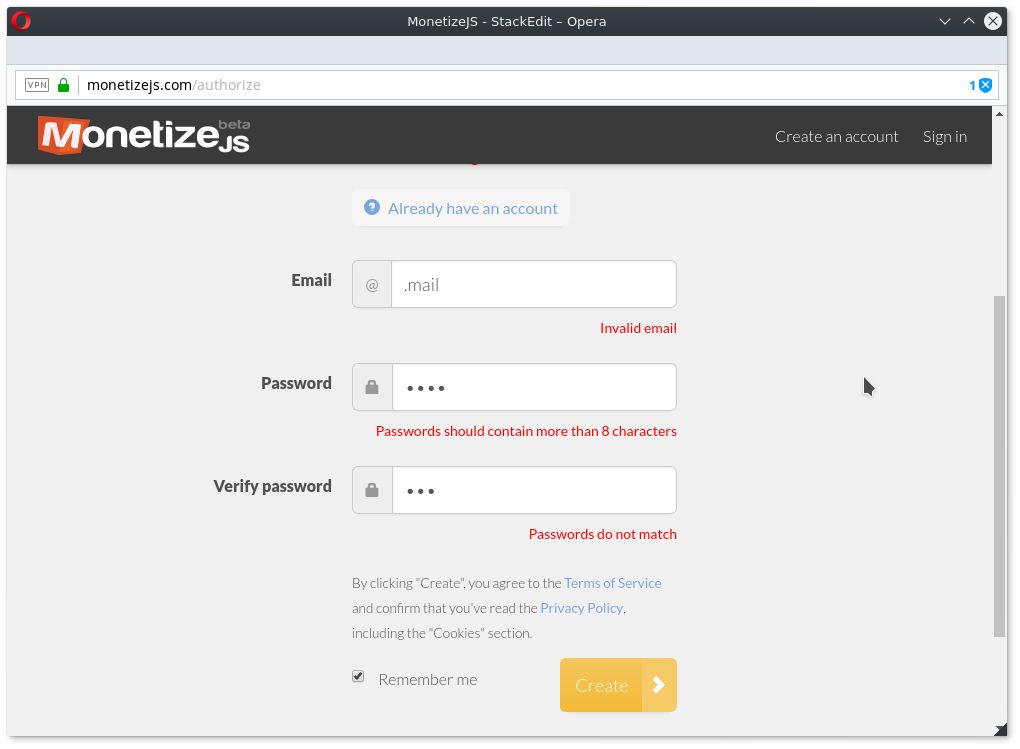 MonetizeJS - StackEdit – Opera
VPN
monetizejs.com/authorize
1
MonetizeJS beta
Create an account
Sign in
Already have an account
Email
@
.mail
Invalid email
Password
••••
Passwords should contain more than 8 characters
Verify password
•••
Passwords do not match
By clicking "Create", you agree to the Terms of Service
and confirm that you've read the Privacy Policy,
including the "Cookies" section.
Remember me
Create